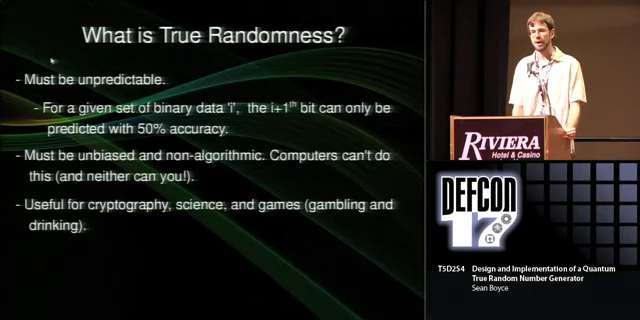 What is True Randomness?
- Must be unpredictable.
- For a given set of binary data 'i', the i+1th bit can only be
predicted with 50% accuracy.
- Must be unbiased and non-algorithmic. Computers can't do
this (and neither can you!).
- Useful for cryptography, science, and games (gambling and
drinking).
RIVIERA
Hotel & Casino
DEFCON
17
T5D2S4 Design and Implementation of a Quantum
True Random Number Generator
Sean Boyce